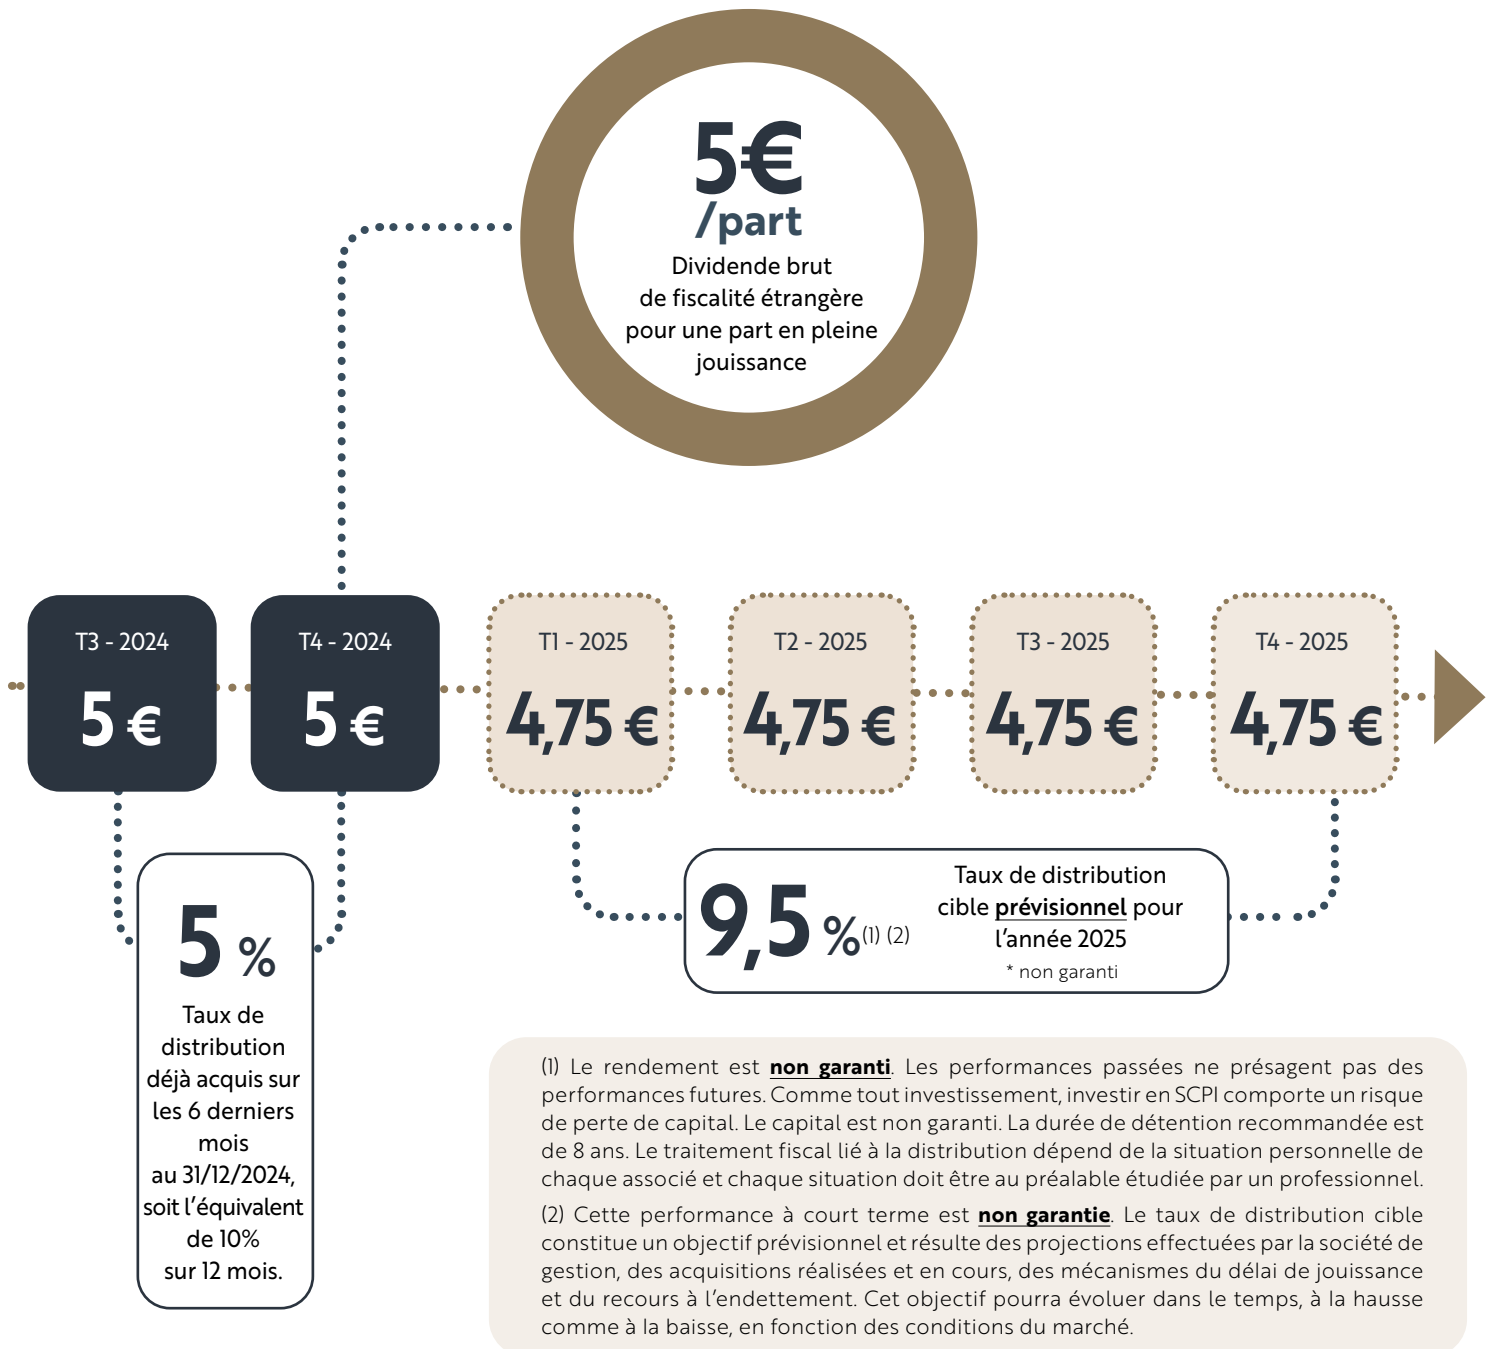 5€
/part
Dividende brut
de fiscalité étrangère
pour une part en pleine
jouissance
T3 - 2024
5 €
T4 - 2024
5 €
T1 - 2025
4,75 €
T2 - 2025
4,75 €
T3 - 2025
4,75 €
T4 - 2025
4,75 €
5 %
Taux de
distribution
déjà acquis sur
les 6 derniers
mois
au 31/12/2024,
soit l’équivalent
de 10%
sur 12 mois.
9,5 %(1) (2)
Taux de distribution
cible prévisionnel pour
l’année 2025
* non garanti
(1) Le rendement est non garanti. Les performances passées ne présagent pas des
performances futures. Comme tout investissement, investir en SCPI comporte un risque
de perte de capital. Le capital est non garanti. La durée de détention recommandée est
de 8 ans. Le traitement fiscal lié à la distribution dépend de la situation personnelle de
chaque associé et chaque situation doit être au préalable étudiée par un professionnel.
(2) Cette performance à court terme est non garantie. Le taux de distribution cible
constitue un objectif prévisionnel et résulte des projections effectuées par la société de
gestion, des acquisitions réalisées et en cours, des mécanismes du délai de jouissance
et du recours à l’endettement. Cet objectif pourra évoluer dans le temps, à la hausse
comme à la baisse, en fonction des conditions du marché.